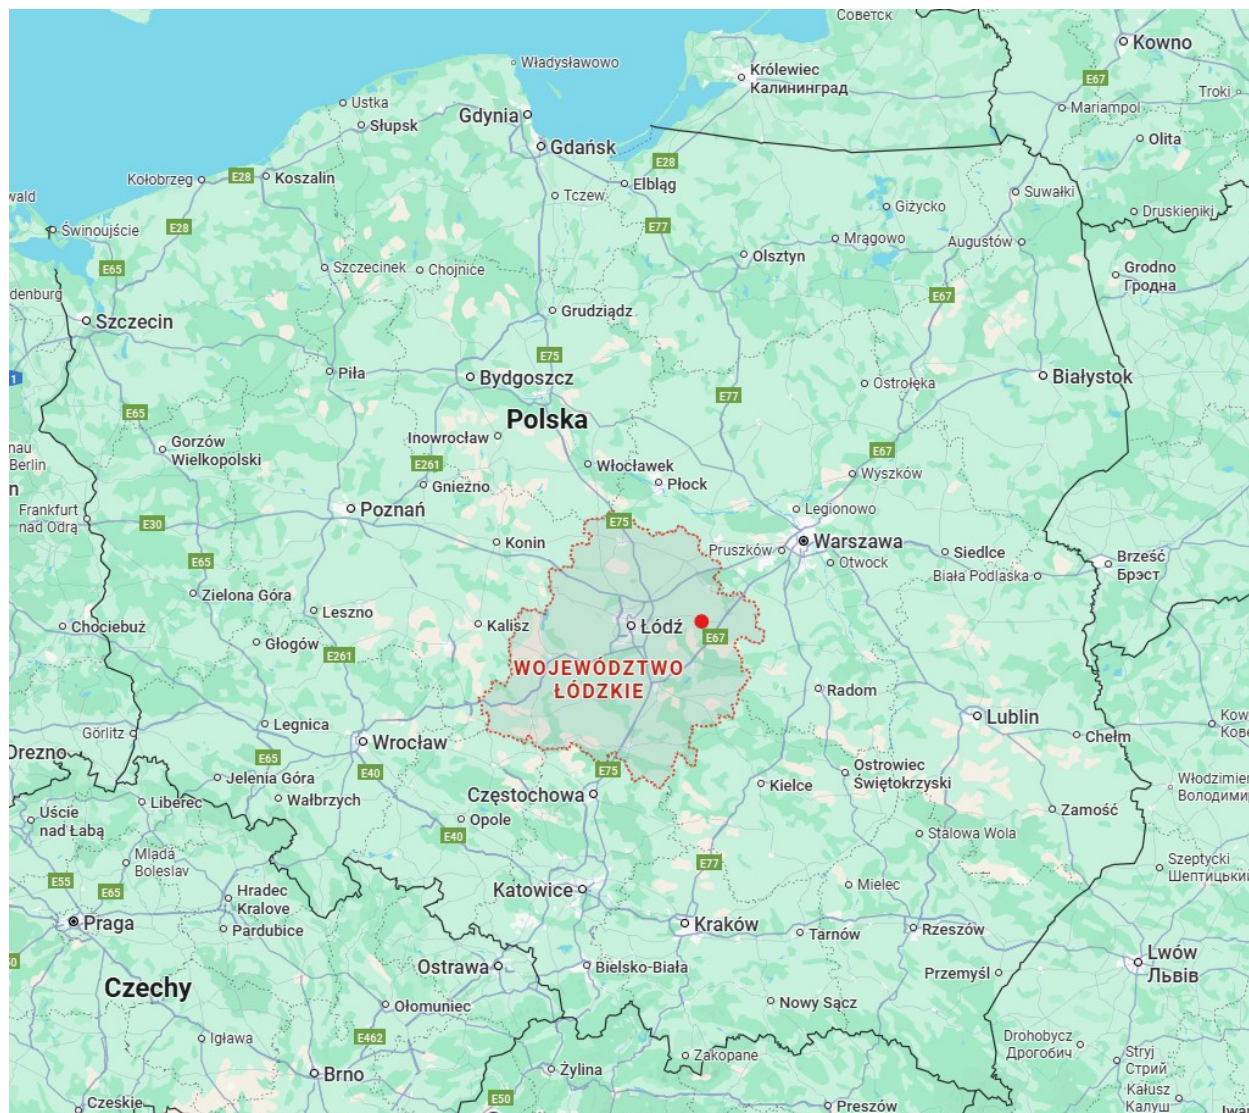 Советск
Kowno
Władysławowo
Królewiec
Калининград
E67
Troki
Ustka
Gdynia
Mariampol
Słupsk
Olita
Gdańsk
E28
Kołobrzeg
E28
Koszalin
Elbląg
Tczew
Suwałki
wald
Giżycko
Druskieniki
Świnoujście
E28
E77
Mrągowo
Augustów
Olsztyn
E65
Szczecinek
Chojnice
Grodno
Гродна
denburg
E67
Szczecin
Grudziądz
E75
Piła
Bydgoszcz
Białystok
1
Ostrołęka
E77
E65
Polska
Gorzów
Wielkopolski
Inowrocław
E67
nau
Berlin
E261
Włocławek
Wyszków
n
Gniezno
Płock
Frankfurt
nad Odrą
E30
Poznań
E75
Legionowo
Konin
Pruszków
Warszawa
Siedlce
Brześć
Брэст
E65
Otwock
Biała Podlaska
Zielona Góra
Leszno
Chociebuż
Kalisz
Łódź
E67
Głogów
E261
WOJEWÓDZTWO
ŁÓDZKIE
Radom
Legnica
Lublin
Görlitz
Chełm
Kow
Кове
Drezno
Wrocław
E65
E40
E75
Jelenia Góra
Kielce
Ostrowiec
Świętokrzyski
Włodzimier
Володимир
Liberec
Wałbrzych
Częstochowa
Uście
nad Łabą
Opole
Zamość
E40
Stalowa Wola
Mladá
Boleslav
E77
Szeptycki
Шептицький
E55
E65
Hradec
Kralove
Katowice
Mielec
Praga
Pardubice
Kraków
Tarnów
Rzeszów
Lwów
Львів
Ostrawa
Bielsko-Biała
Przemyśl
Czechy
Ołomuniec
Nowy Sącz
Igława
E462
Drohobycz
Дрогобич
Zakopane
Stryj
Стрий
Brno
Żylina
Kałusz
Калуш
Czeskie
E50
Preszów